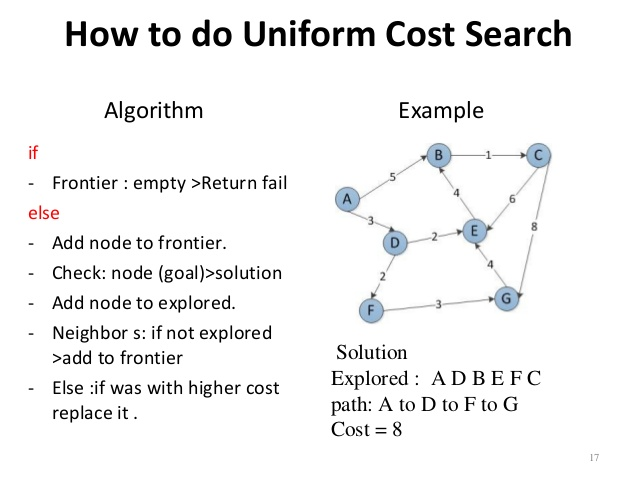 How to do Uniform Cost Search
Algorithm
if
- Frontier : empty >Return fail
else
- Add node to frontier.
- Check: node (goal)>solution
- Add node to explored.
- Neighbor s: if not explored
>add to frontier
- Else :if was with higher cost
replace it .
Example
B
1
C
5
4
6
A
3
8
E
D
2
2
4
G
F
3
Solution
Explored : A D B E F C
path: A to D to F to G
Cost = 8
17